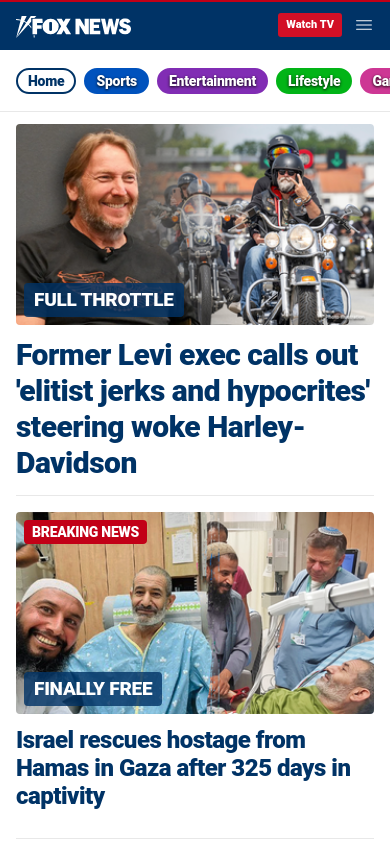 FOX NEWS
Watch TV
Home
Sports
Entertainment
Lifestyle
Ga
FULL THROTTLE
Former Levi exec calls out
'elitist jerks and hypocrites'
steering woke Harley-
Davidson
BREAKING NEWS
FINALLY FREE
Israel rescues hostage from
Hamas in Gaza after 325 days in
captivity